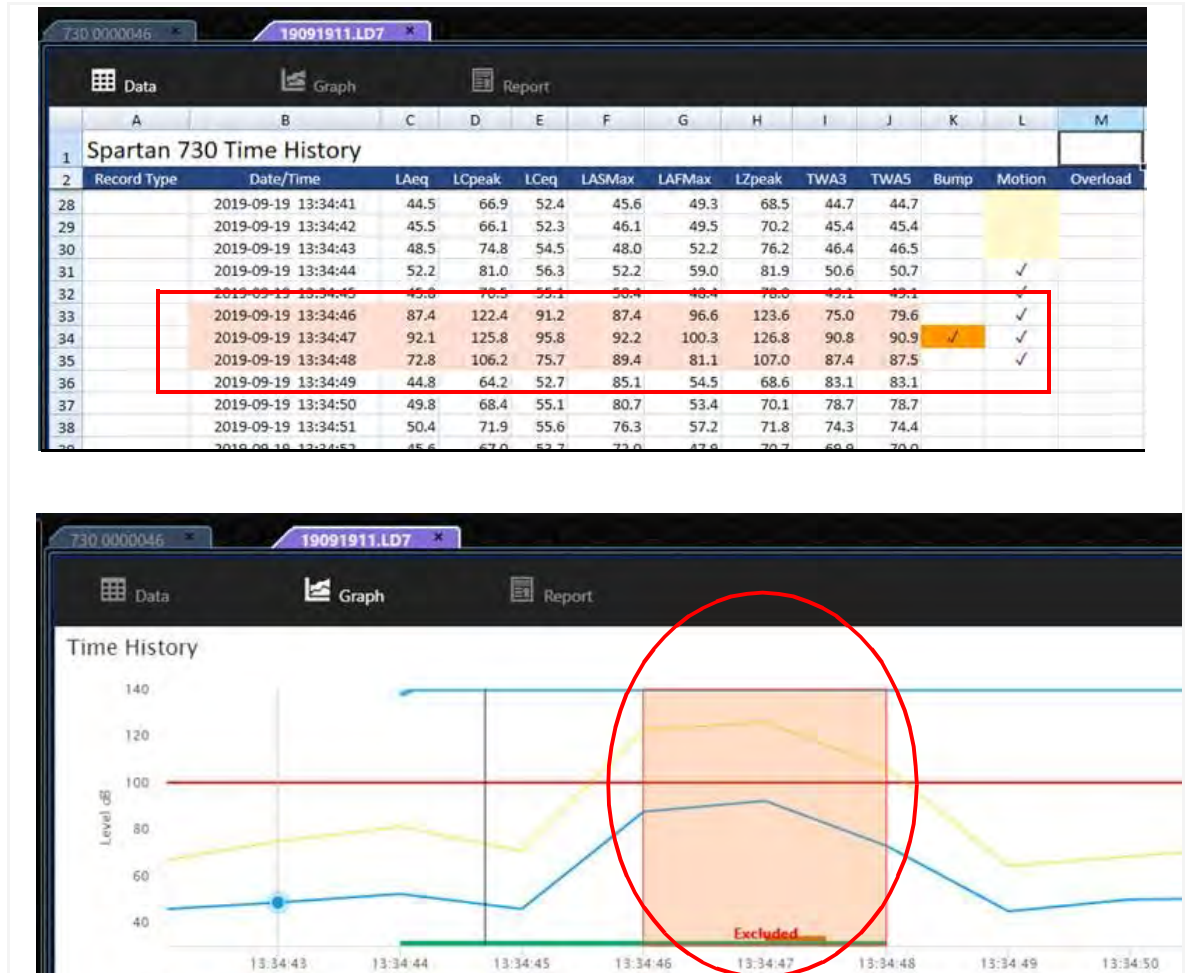 730 0000046 × 19091911.LD7 ×
Data Graph Report
A B C D E F G H I J K L M
1 Spartan 730 Time History
2 Record Type Date/Time LAeq LCpeak LCeq LASMax LAFMax LZpeak TWA3 TWA5 Bump Motion Overload
28 2019-09-19 13:34:41 44.5 66.9 52.4 45.6 49.3 68.5 44.7 44.7
29 2019-09-19 13:34:42 45.5 66.1 52.3 46.1 49.5 70.2 45.4 45.4
30 2019-09-19 13:34:43 48.5 74.8 54.5 48.0 52.2 76.2 46.4 46.5
31 2019-09-19 13:34:44 52.2 81.0 56.3 52.2 59.0 81.9 50.6 50.7 ✓
32 2019-09-19 13:34:45 ✓
33 2019-09-19 13:34:46 87.4 122.4 91.2 87.4 96.6 123.6 75.0 79.6 ✓
34 2019-09-19 13:34:47 92.1 125.8 95.8 92.2 100.3 126.8 90.8 90.9 ✓ ✓
35 2019-09-19 13:34:48 72.8 106.2 75.7 89.4 81.1 107.0 87.4 87.5 ✓
36 2019-09-19 13:34:49 44.8 64.2 52.7 85.1 54.5 68.6 83.1 83.1
37 2019-09-19 13:34:50 49.8 68.4 55.1 80.7 53.4 70.1 78.7 78.7
38 2019-09-19 13:34:51 50.4 71.9 55.6 76.3 57.2 71.8 74.3 74.4
730 0000046 × 19091911.LD7 ×
Data Graph Report
Time History
140
120
100
Level dB
80
60
40
Excluded
13:34:43 13:34:44 13:34:45 13:34:46 13:34:47 13:34:48 13:34:49 13:34:50